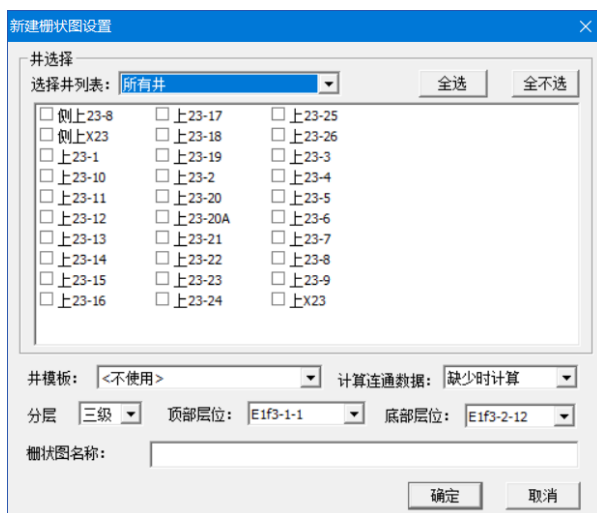 新建栅状图设置
井选择
选择井列表： 所有井 全选 全不选
侧上23-8 上23-17 上23-25
侧上X23 上23-18 上23-26
上23-1 上23-19 上23-3
上23-10 上23-2 上23-4
上23-11 上23-20 上23-5
上23-12 上23-20A 上23-6
上23-13 上23-21 上23-7
上23-14 上23-22 上23-8
上23-15 上23-23 上23-9
上23-16 上23-24 上X23
井模板： <不使用> 计算连通数据： 缺少时计算
分层 三级 顶部层位： E1f3-1-1 底部层位： E1f3-2-12
栅状图名称：
确定 取消